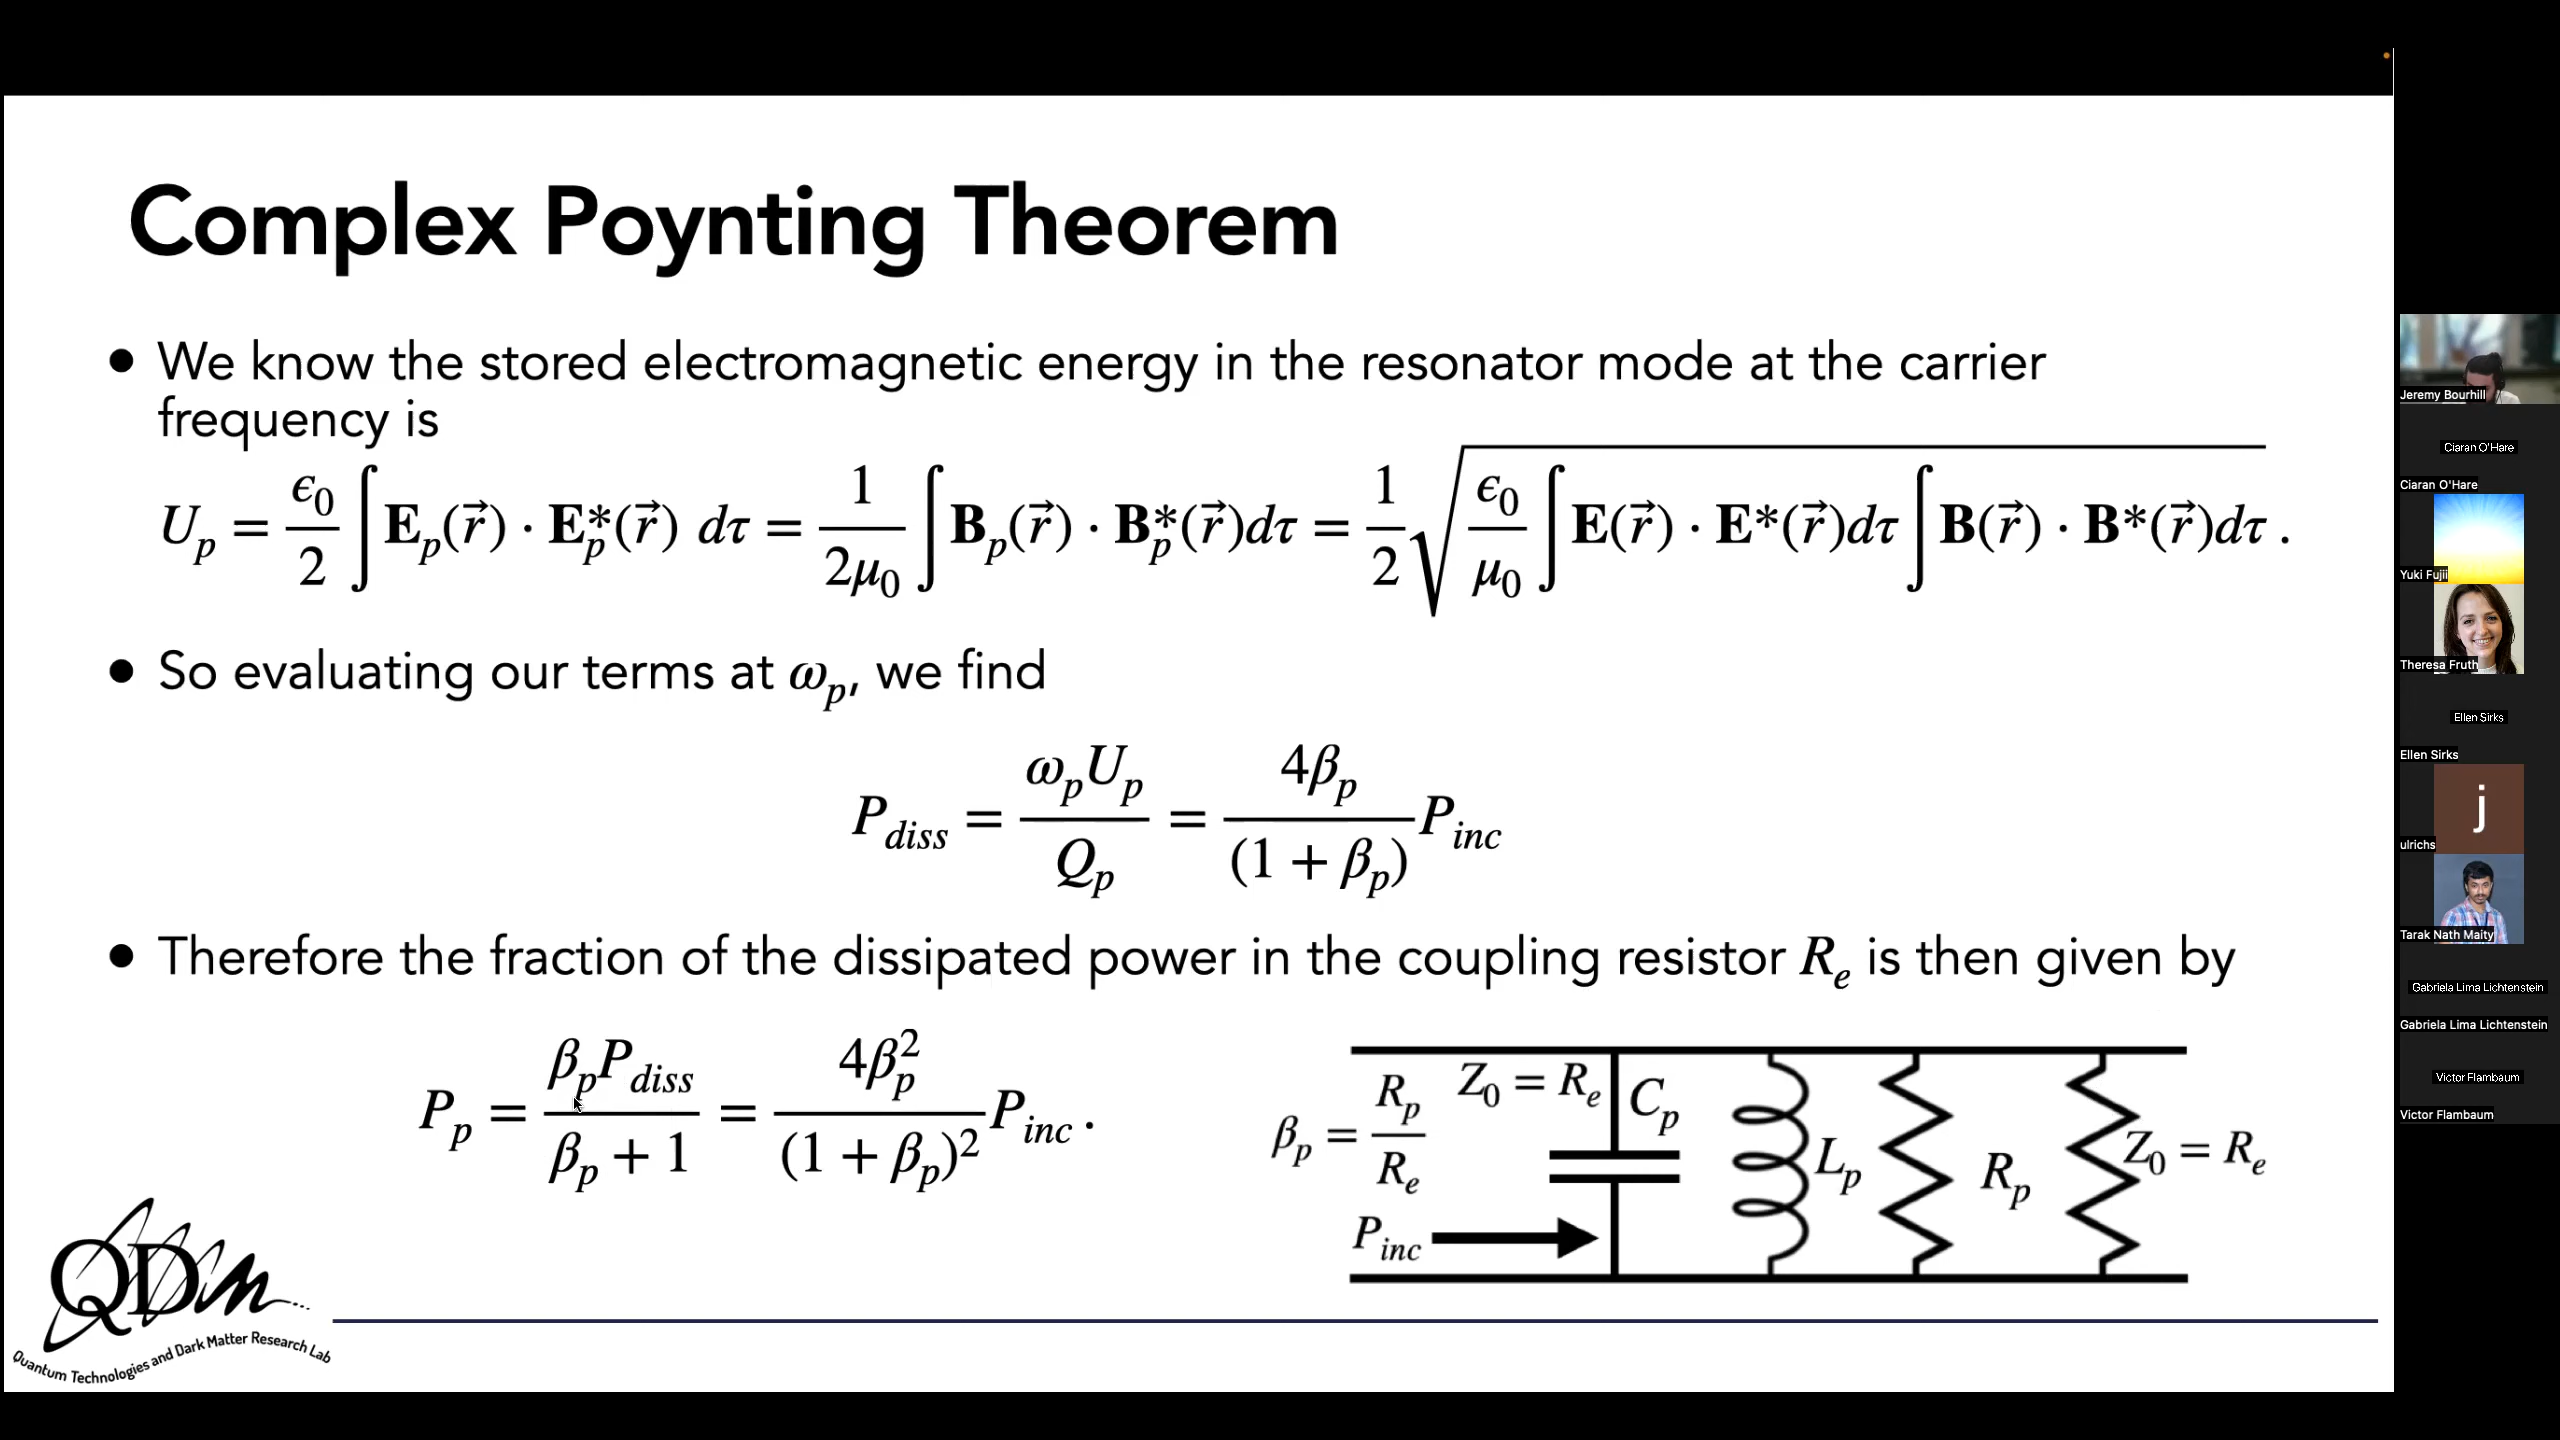 Complex Poynting Theorem
● We know the stored electromagnetic energy in the resonator mode at the carrier
frequency is
U_p = ϵ_0/2 ∫ E_p(r⃗) · E_p*(r⃗) dτ = 1/(2μ_0) ∫ B_p(r⃗) · B_p*(r⃗)dτ = 1/2 √(ϵ_0/μ_0 ∫ E(r⃗) · E*(r⃗)dτ ∫ B(r⃗) · B*(r⃗)dτ) .
● So evaluating our terms at ω_p, we find
P_diss = ω_pU_p/Q_p = 4β_p/(1 + β_p) P_inc
● Therefore the fraction of the dissipated power in the coupling resistor R_e is then given by
P_p = β_pP_diss/(β_p + 1) = 4β_p^2/(1 + β_p)^2 P_inc .
β_p = R_p/R_e
Z_0 = R_e
C_p
L_p
R_p
Z_0 = R_e
P_inc
QDM
Quantum Technologies and Dark Matter Research Lab
Jeremy Bourhill
Ciaran O'Hare
Ciaran O'Hare
Yuki Fujii
Theresa Fruth
Ellen Sirks
Ellen Sirks
j
ulrichs
Tarak Nath Maity
Gabriela Lima Lichtenstein
Gabriela Lima Lichtenstein
Victor Flambaum
Victor Flambaum